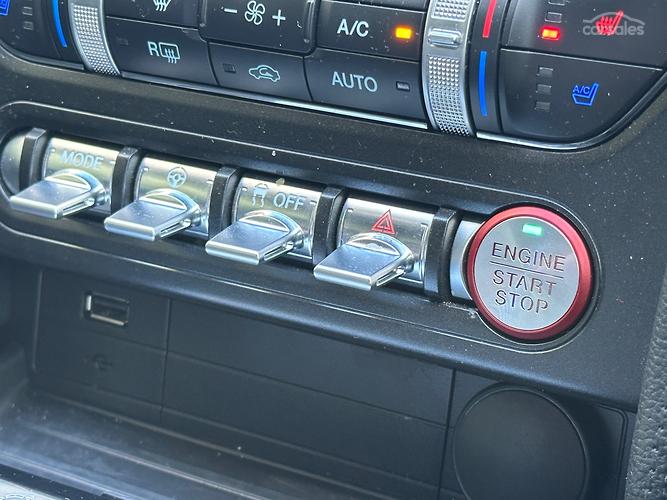 - +
A/C
carsales
R
AUTO
A/C
MODE
OFF
ENGINE
START
STOP